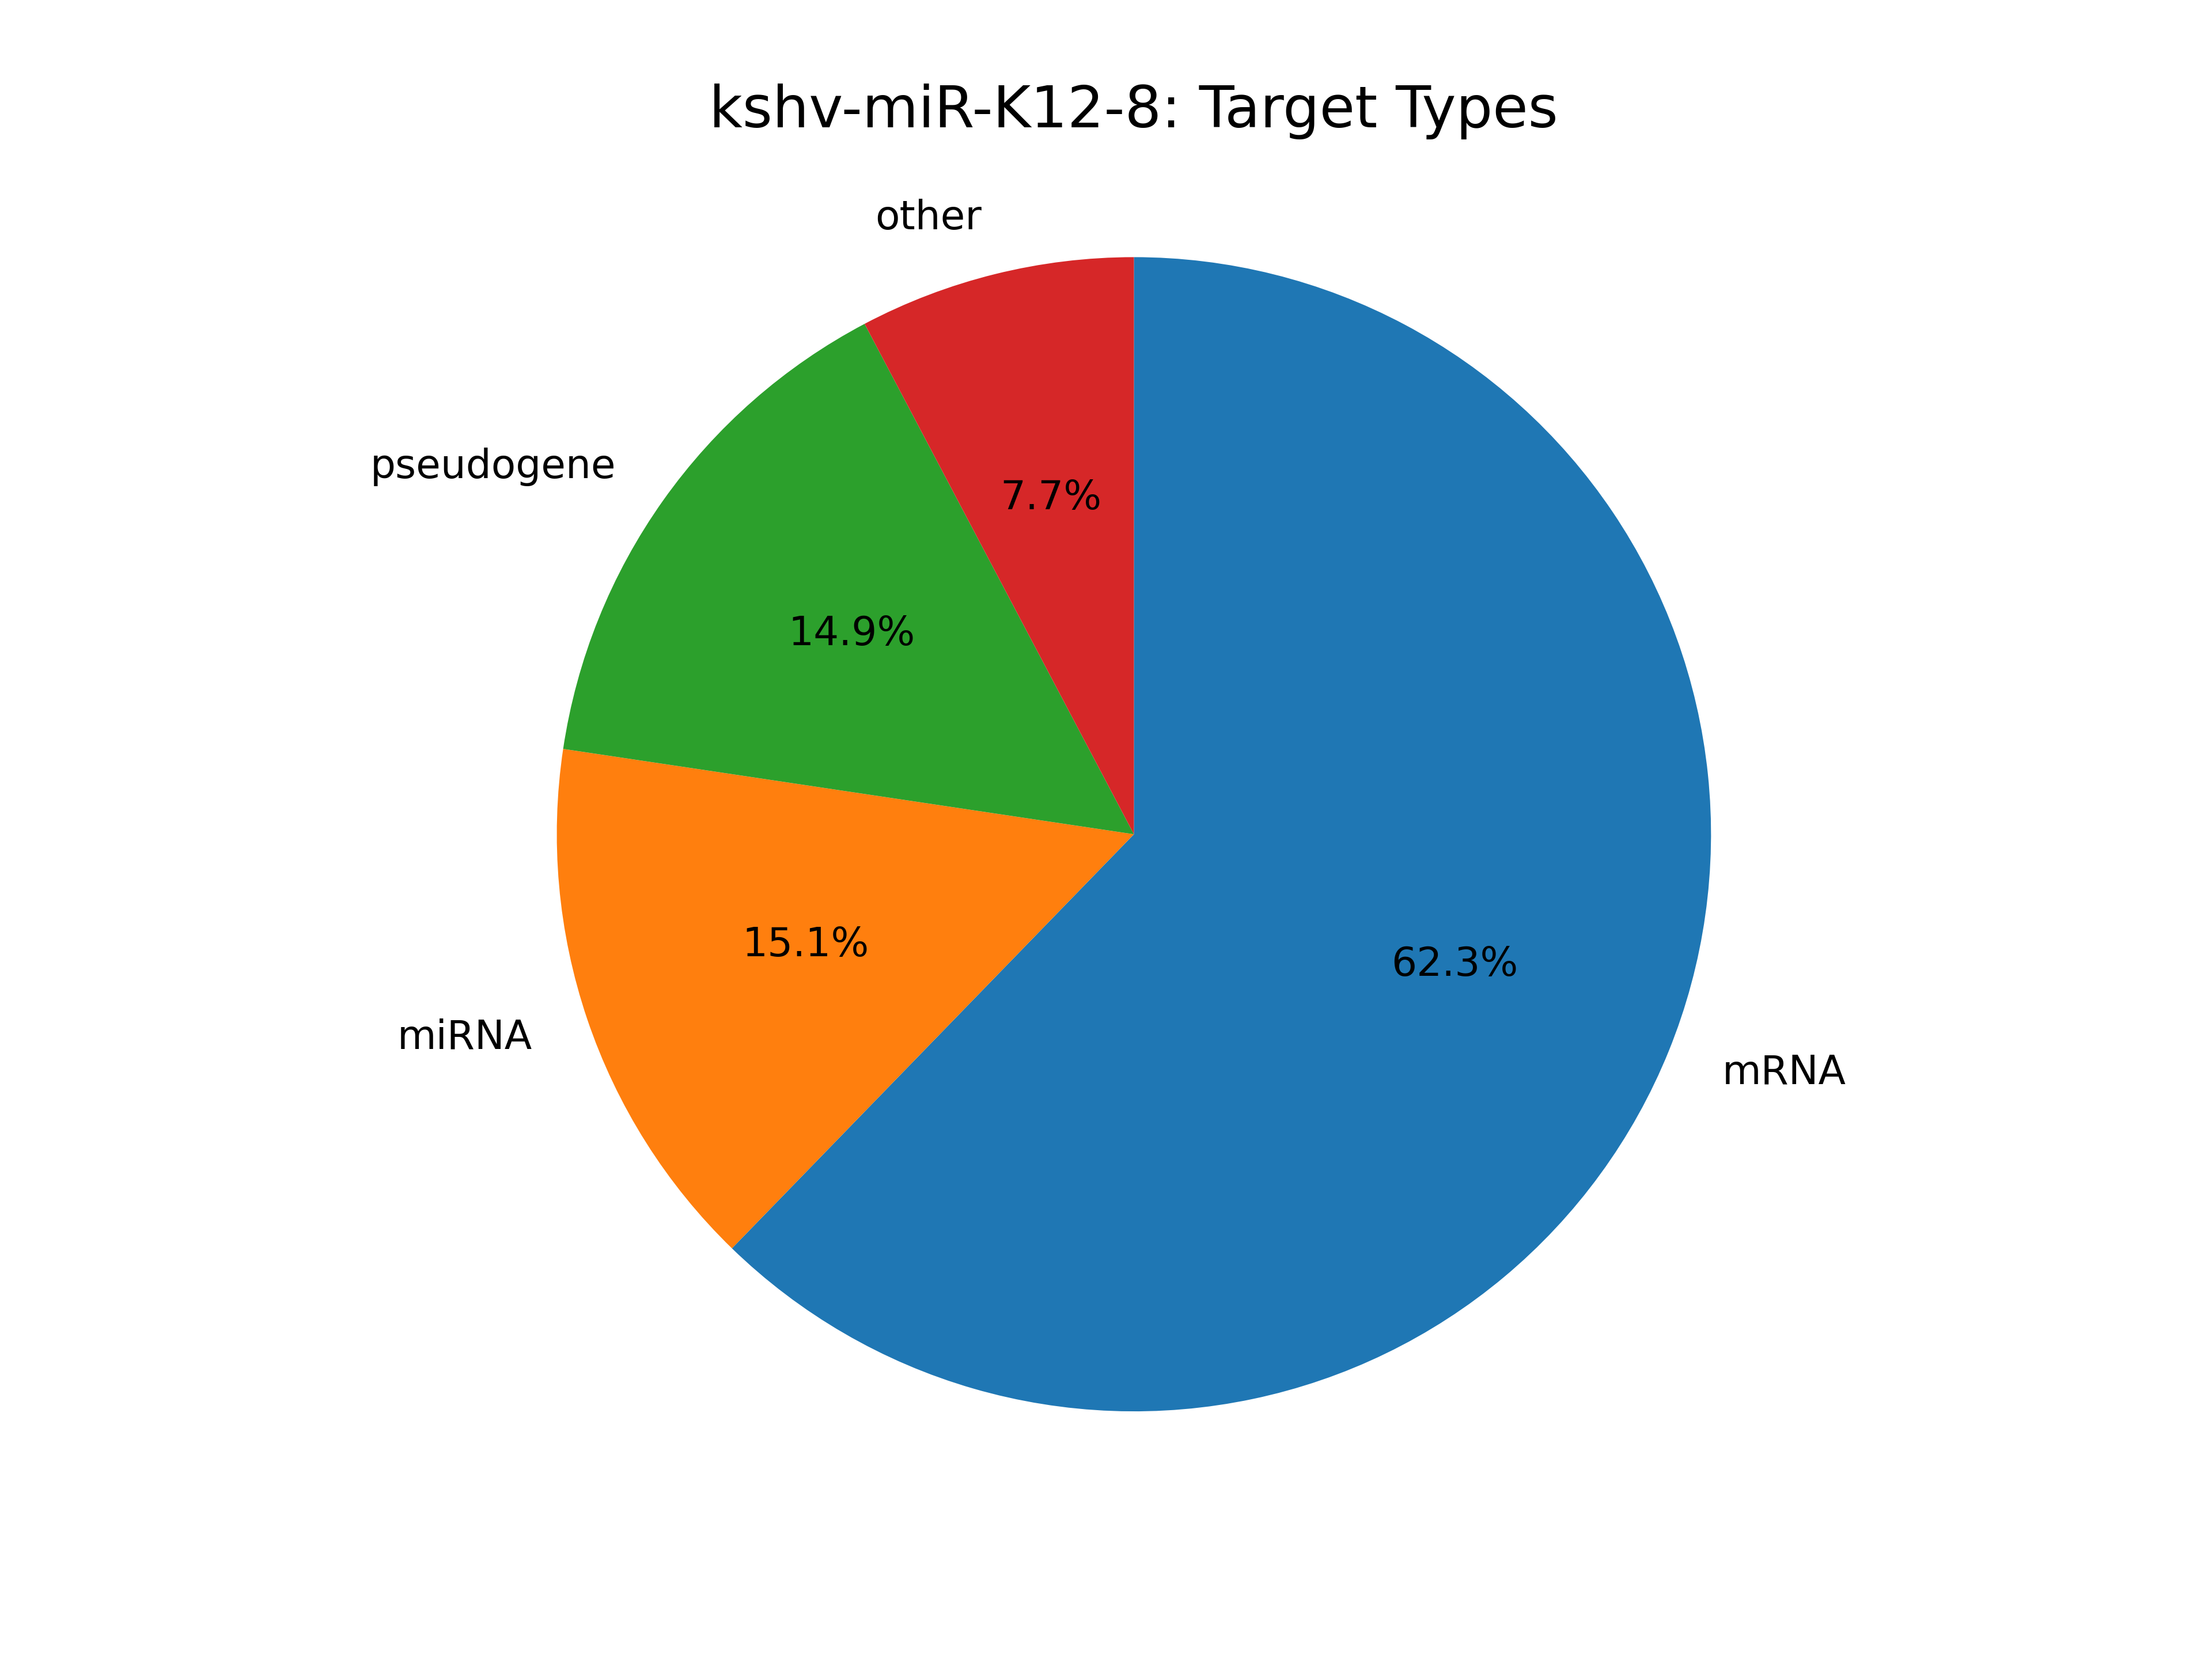 kshv-miR-K12-8: Target Types
other
pseudogene
7.7%
14.9%
15.1%
62.3%
miRNA
mRNA